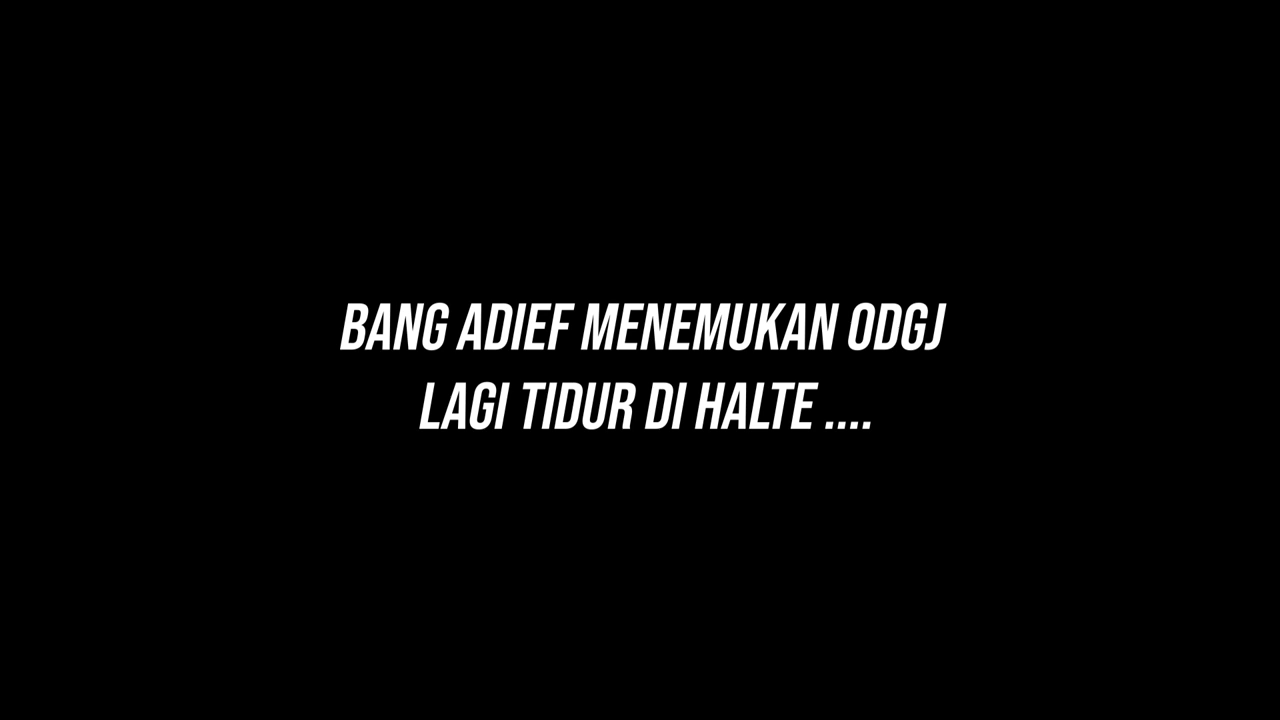 BANG ADIEF MENEMUKAN ODGJ
LAGI TIDUR DI HALTE ....